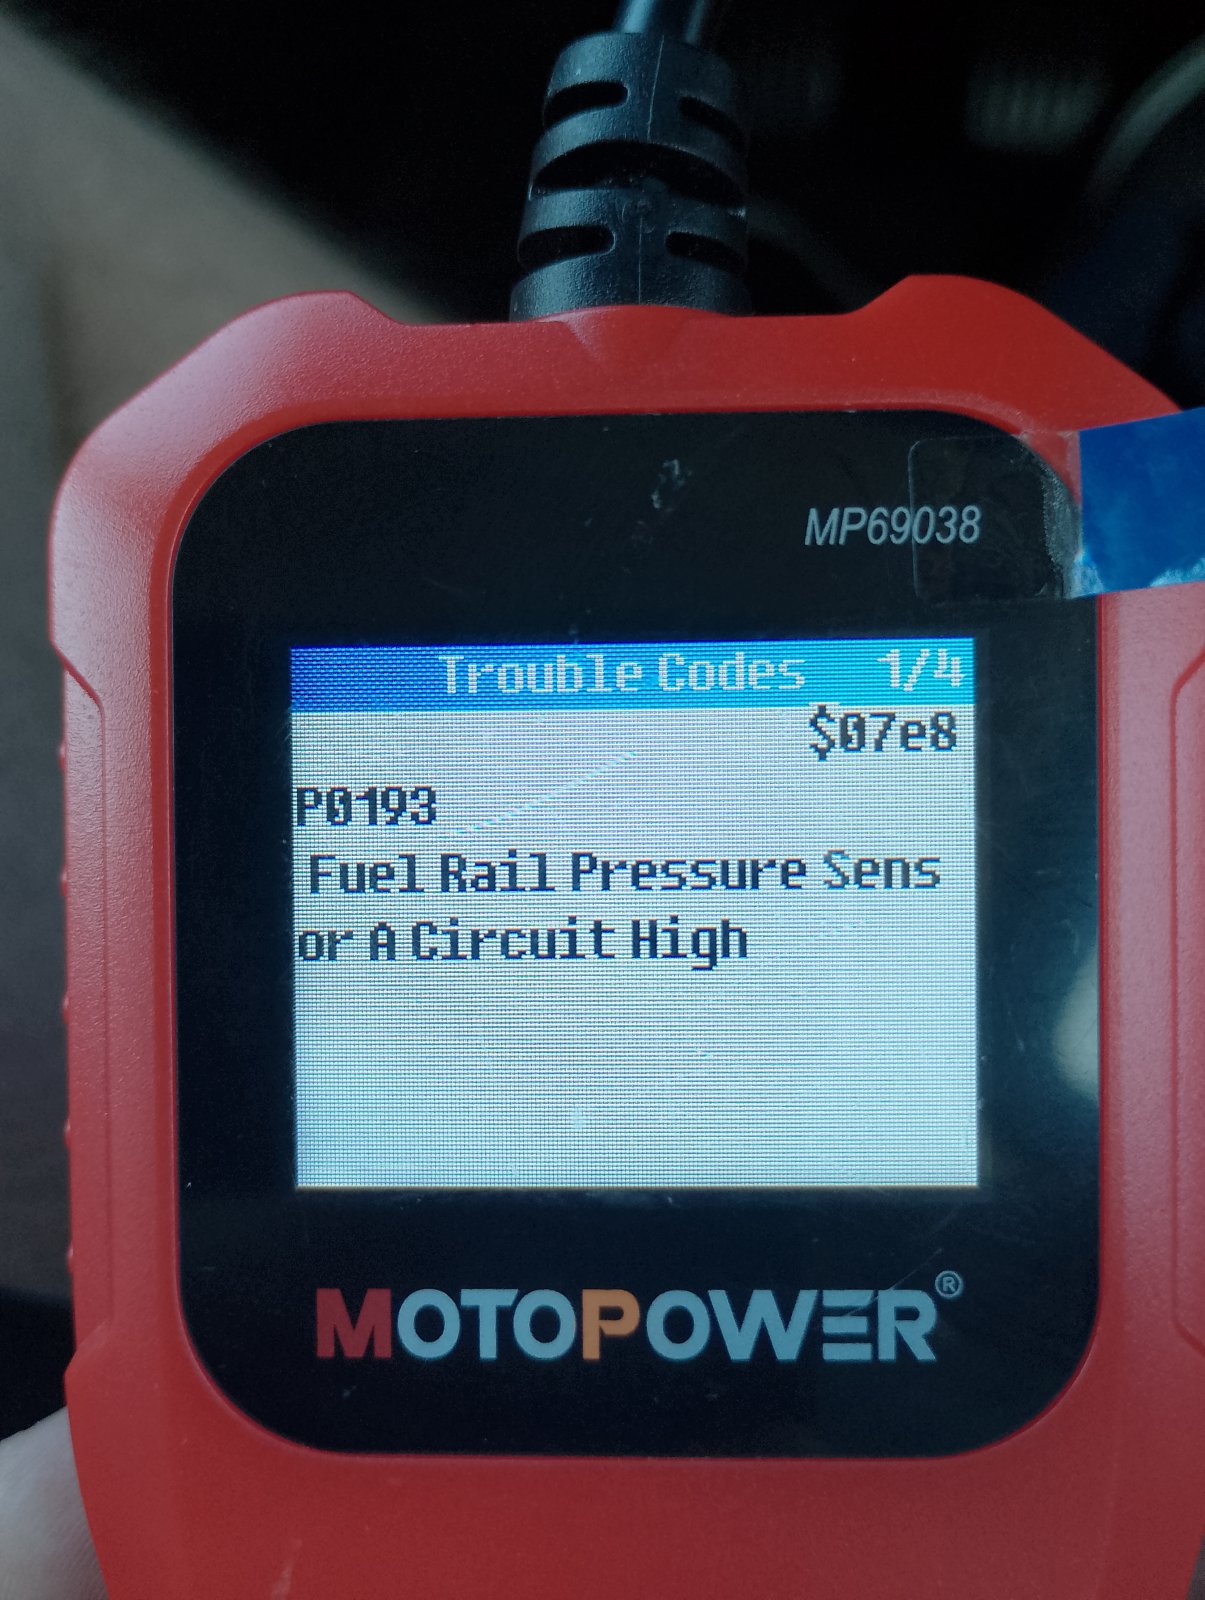 MP69038
Trouble Codes 1/4
$07e8
P0193
Fuel Rail Pressure Sens
or A Circuit High
MOTOPOWER®